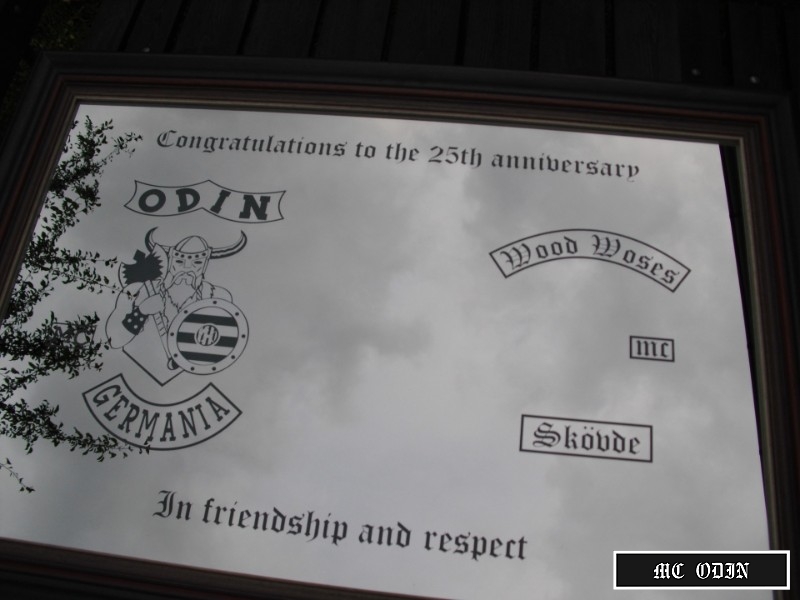 Congratulations to the 25th anniversary
ODIN
GERMANIA
Wood Woses
mc
Skövde
In friendship and respect
MC ODIN